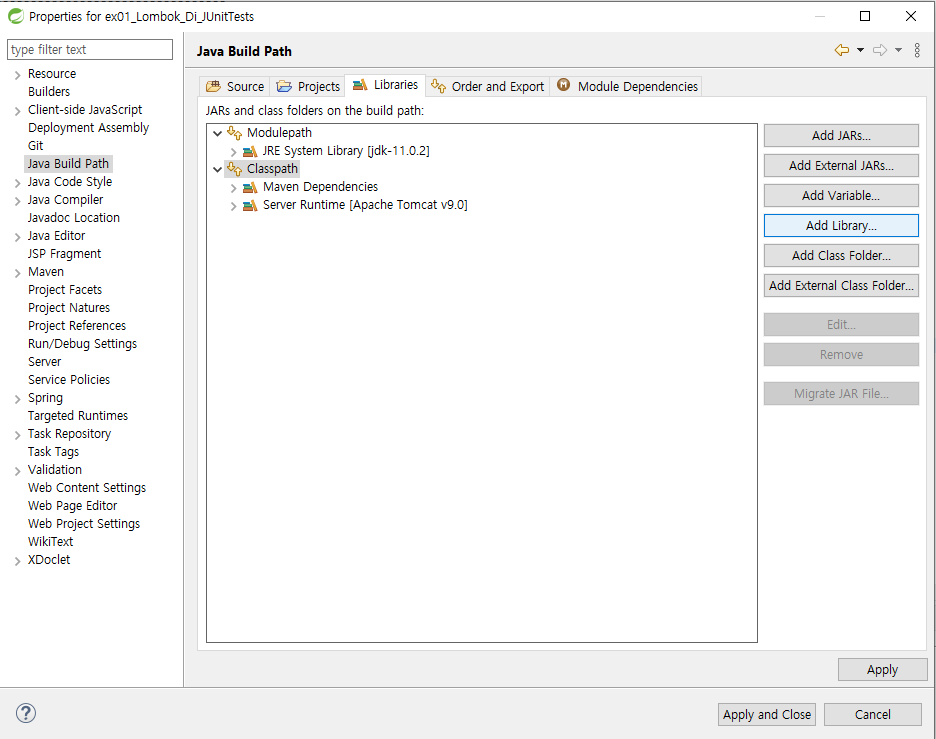 Properties for ex01_Lombok_Di_JUnitTests
type filter text
Resource
Builders
Client-side JavaScript
Deployment Assembly
Git
Java Build Path
Java Code Style
Java Compiler
Javadoc Location
Java Editor
JSP Fragment
Maven
Project Facets
Project Natures
Project References
Run/Debug Settings
Server
Service Policies
Spring
Targeted Runtimes
Task Repository
Task Tags
Validation
Web Content Settings
Web Page Editor
Web Project Settings
WikiText
XDoclet
Java Build Path
Source Projects Libraries Order and Export Module Dependencies
JARs and class folders on the build path:
Modulepath
JRE System Library [jdk-11.0.2]
Classpath
Maven Dependencies
Server Runtime [Apache Tomcat v9.0]
Add JARs...
Add External JARs...
Add Variable...
Add Library...
Add Class Folder...
Add External Class Folder...
Edit...
Remove
Migrate JAR File...
Apply
Apply and Close Cancel